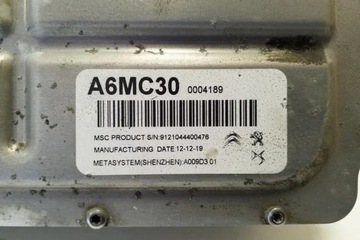 A6MC30 0004189
MSC PRODUCT S/N:9121044400476
MANUFACTURING DATE:12-12-19
METASYSTEM(SHENZHEN):A009D3 01